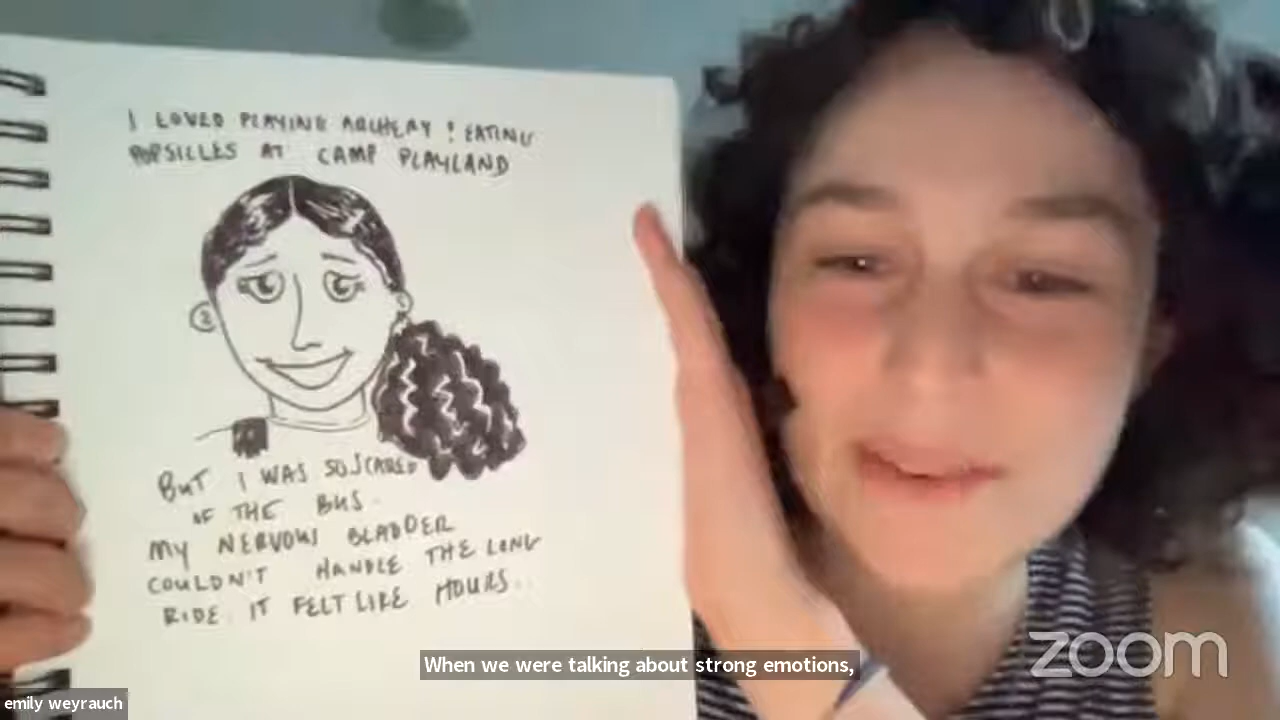 I LOVED PLAYING ARCHERY & EATING
POPSILLES AT CAMP PLAYLAND
BUT I WAS SO SCARED
OF THE BUS.
MY NERVOUS BLADDER
COULDN'T HANDLE THE LONG
RIDE. IT FELT LIKE HOURS..
When we were talking about strong emotions,
zoom
emily weyrauch